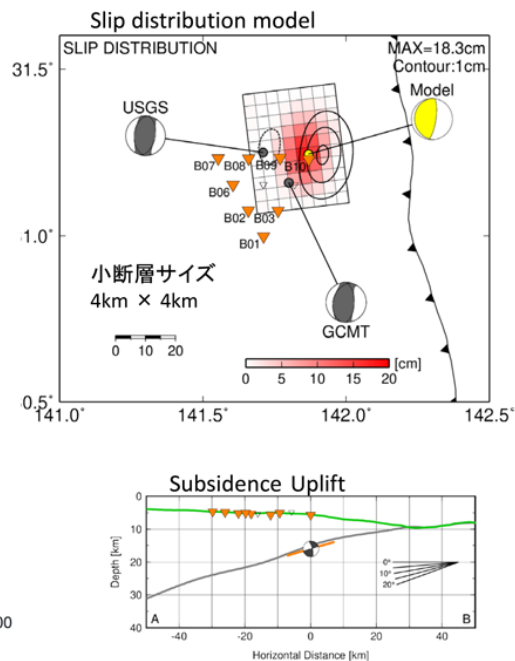 Slip distribution model
SLIP DISTRIBUTION
MAX=18.3cm
Contour:1cm
31.5˚
USGS
Model
B07 B08 B09 B10
B06
B02 B03
B01
31.0˚
小断層サイズ
4km × 4km
0 5 10 20
GCMT
[cm]
0 5 10 15 20
0.5˚
141.0˚ 141.5˚ 142.0˚ 142.5˚
Subsidence Uplift
0
10
20
30
40
50
Depth [km]
0°
10°
20°
A
B
-40 -20 0 20 40
Horizontal Distance [km]
00